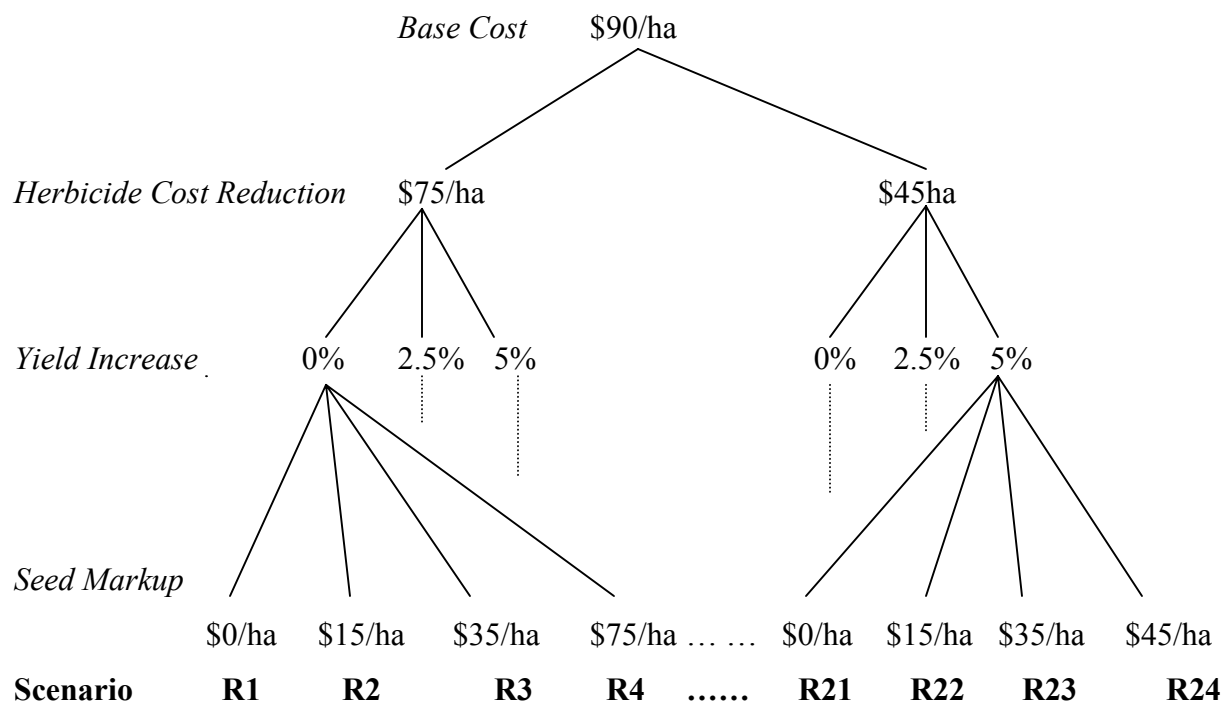 Base Cost $90/ha
Herbicide Cost Reduction $75/ha $45ha
Yield Increase 0% 2.5% 5% 0% 2.5% 5%
Seed Markup
$0/ha $15/ha $35/ha $75/ha … … $0/ha $15/ha $35/ha $45/ha
Scenario R1 R2 R3 R4 …… R21 R22 R23 R24